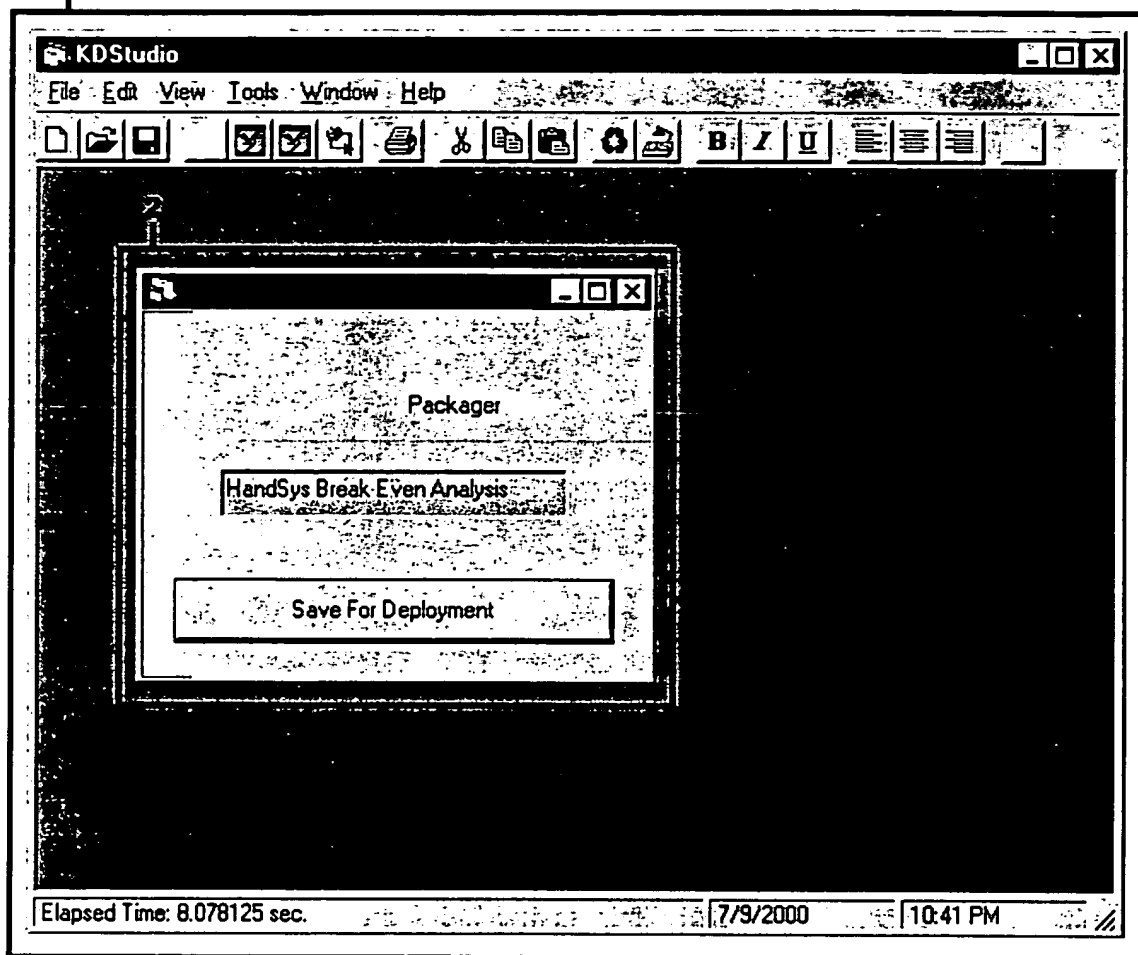 KDStudio
File Edit View Tools Window Help
B I U
Packager
HandSys Break-Even Analysis
Save For Deployment
Elapsed Time: 8.078125 sec. 7/9/2000 10:41 PM